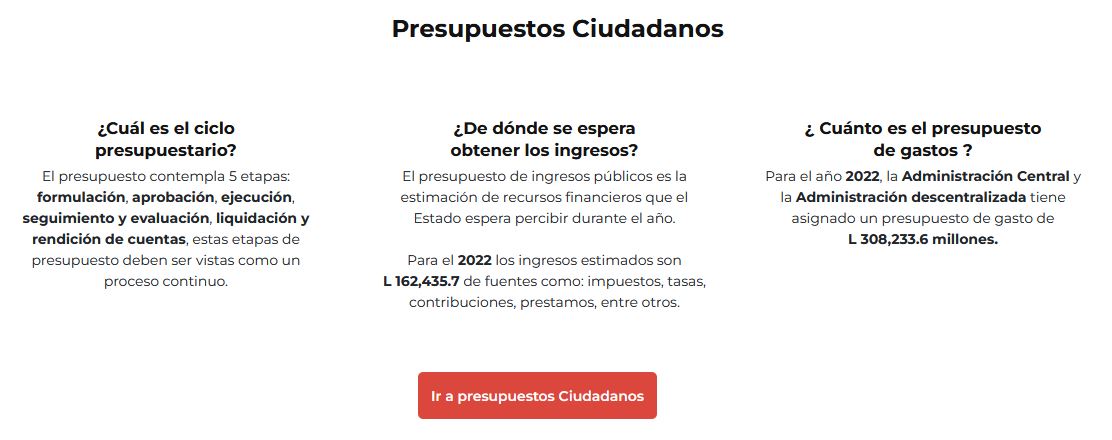 Presupuestos Ciudadanos
¿Cuál es el ciclo
presupuestario?
El presupuesto contempla 5 etapas:
formulación, aprobación, ejecución,
seguimiento y evaluación, liquidación y
rendición de cuentas, estas etapas de
presupuesto deben ser vistas como un
proceso continuo.
¿De dónde se espera
obtener los ingresos?
El presupuesto de ingresos públicos es la
estimación de recursos financieros que el
Estado espera percibir durante el año.
Para el 2022 los ingresos estimados son
L 162,435.7 de fuentes como: impuestos, tasas,
contribuciones, prestamos, entre otros.
¿ Cuánto es el presupuesto
de gastos ?
Para el año 2022, la Administración Central y
la Administración descentralizada tiene
asignado un presupuesto de gasto de
L 308,233.6 millones.
Ir a presupuestos Ciudadanos